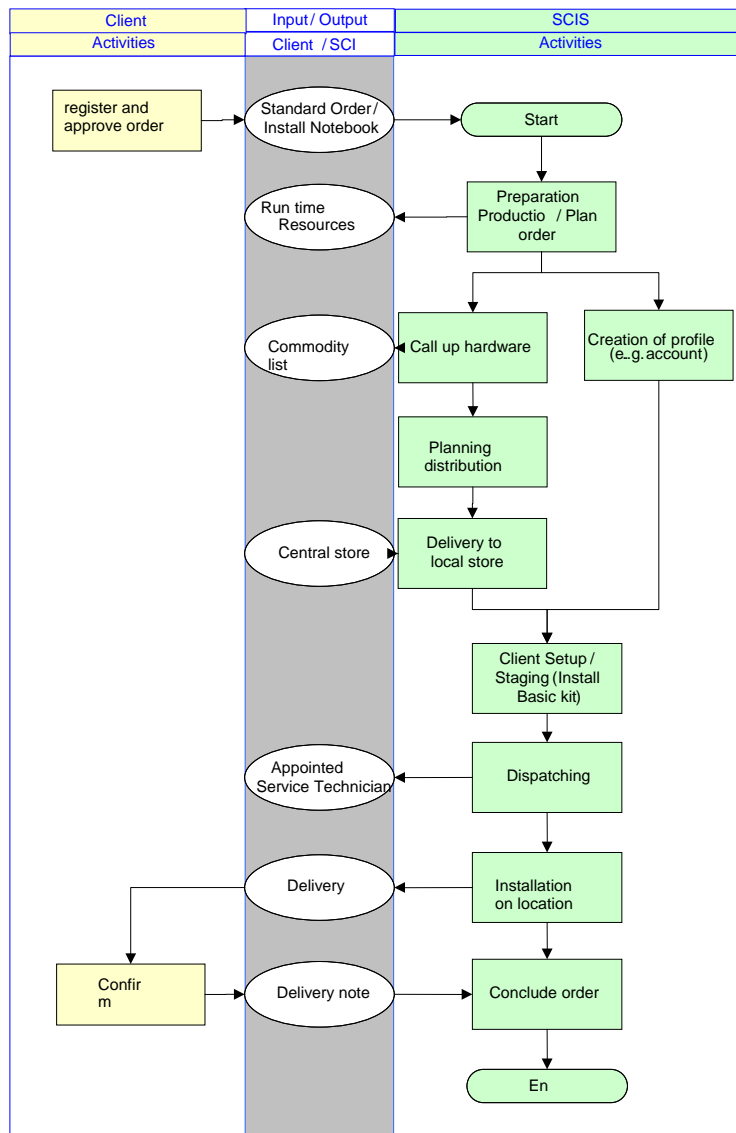 Client
Input / Output
SCIS
Activities
Client / SCI
Activities
register and
approve order
Standard Order /
Install Notebook
Start
Run time
Resources
Preparation
Productio / Plan
order
Commodity
list
Call up hardware
Creation of profile
(e..g. account)
Planning
distribution
Central store
Delivery to
local store
Client Setup /
Staging (Install
Basic kit)
Appointed
Service Technician
Dispatching
Delivery
Installation
on location
Confir
m
Delivery note
Conclude order
En